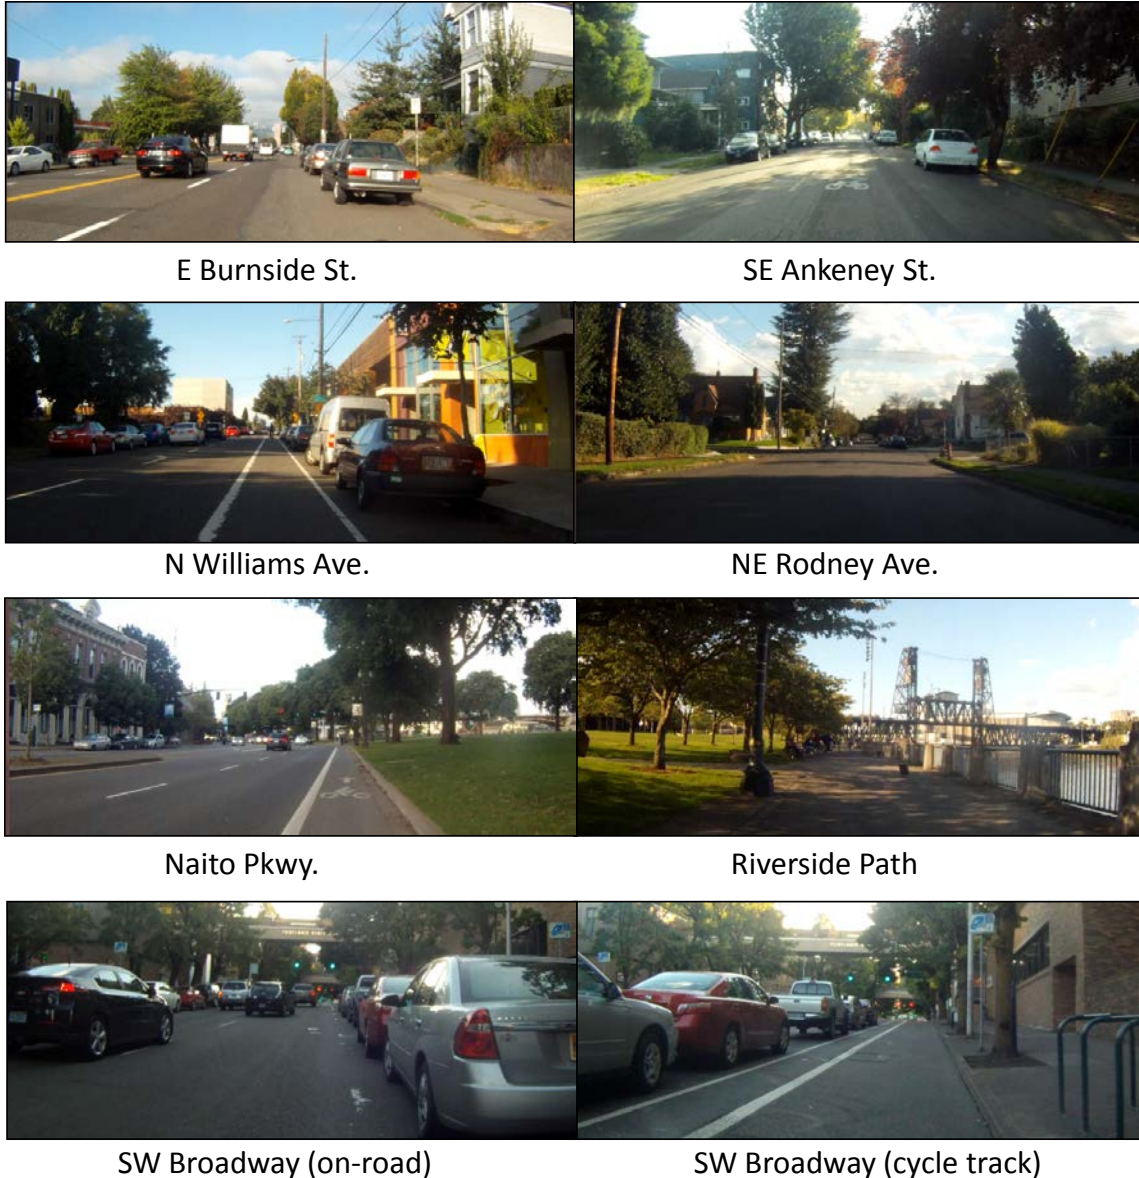 E Burnside St.
SE Ankeney St.
N Williams Ave.
NE Rodney Ave.
Naito Pkwy.
Riverside Path
SW Broadway (on-road)
SW Broadway (cycle track)